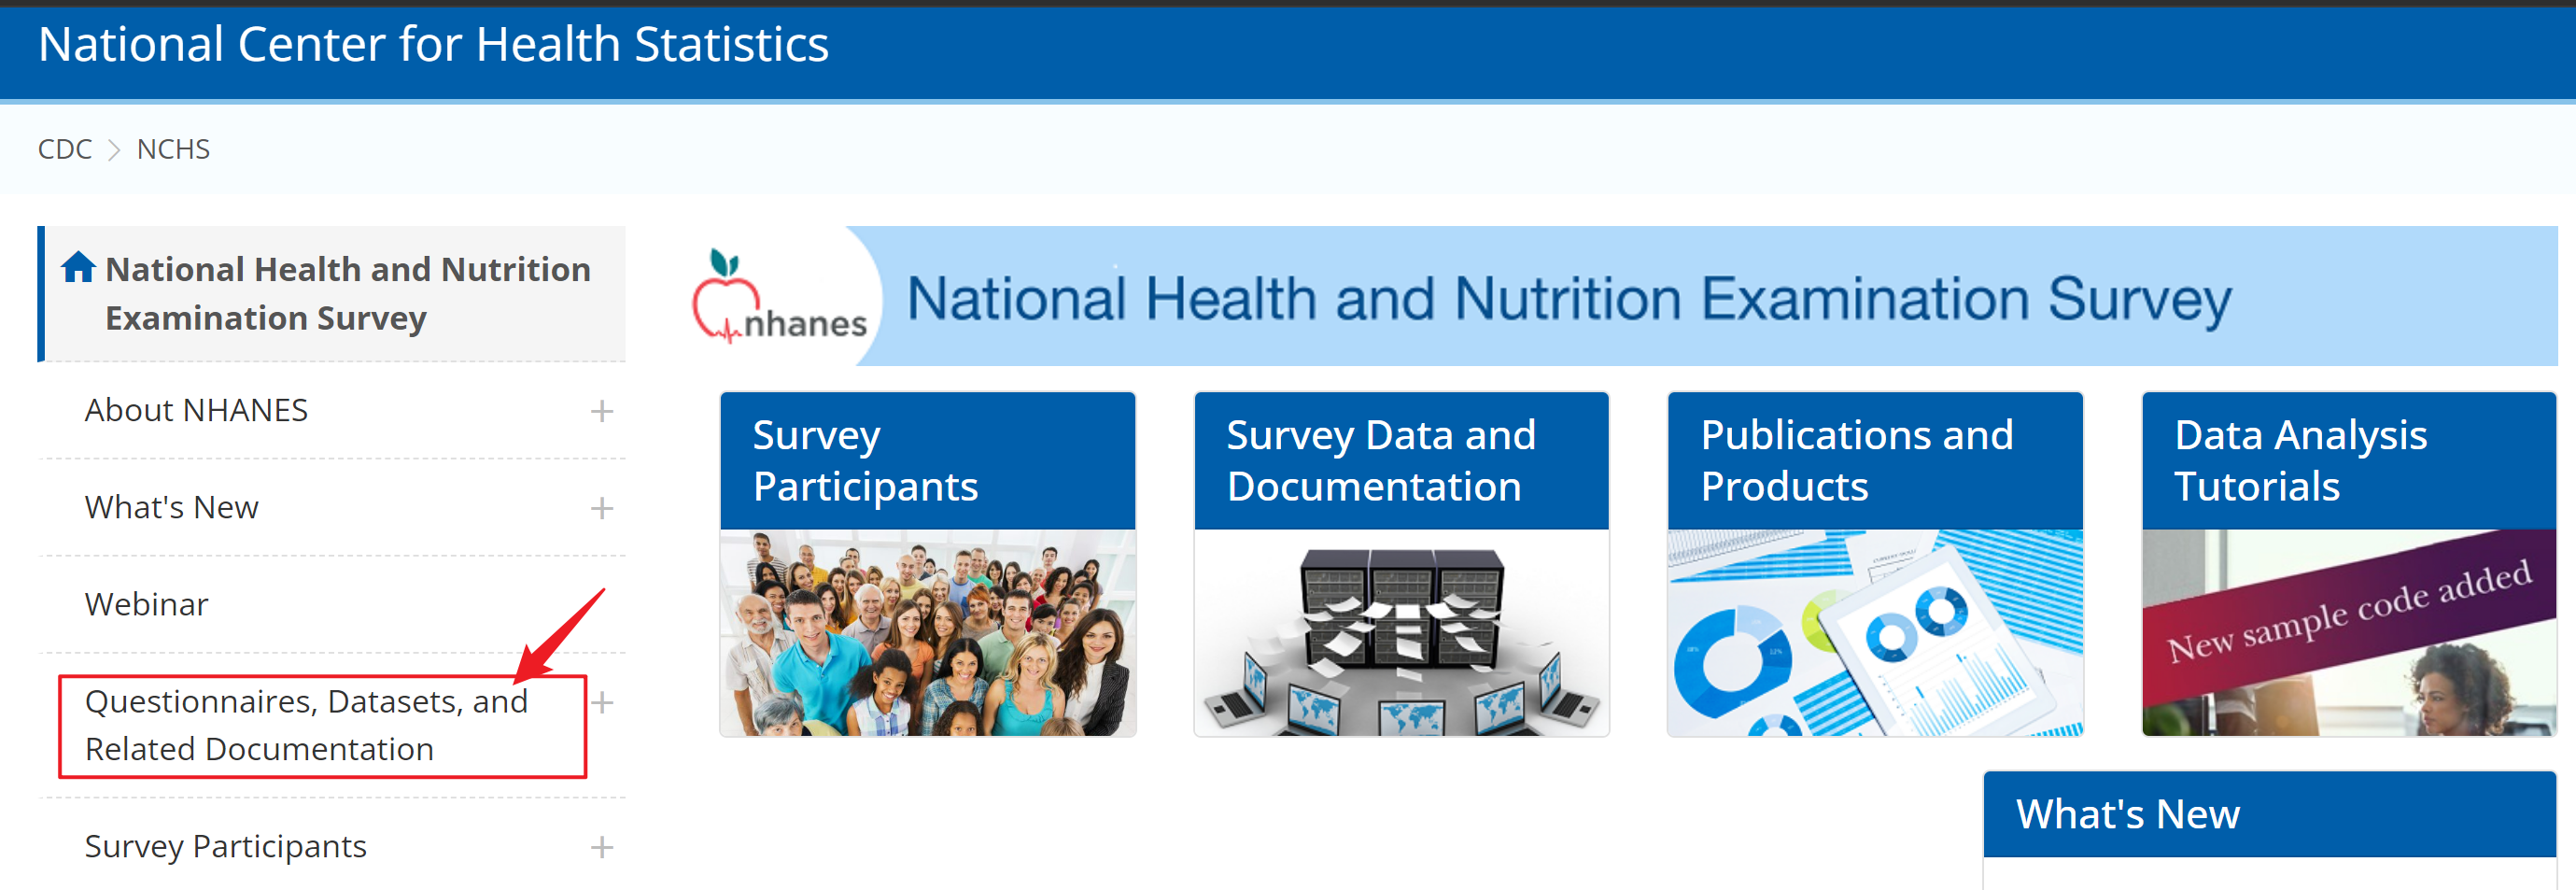 National Center for Health Statistics
CDC > NCHS
National Health and Nutrition
Examination Survey
About NHANES
What's New
Webinar
Questionnaires, Datasets, and
Related Documentation
Survey Participants
nhanes
National Health and Nutrition Examination Survey
Survey
Participants
Survey Data and
Documentation
Publications and
Products
Data Analysis
Tutorials
New sample code added
What's New